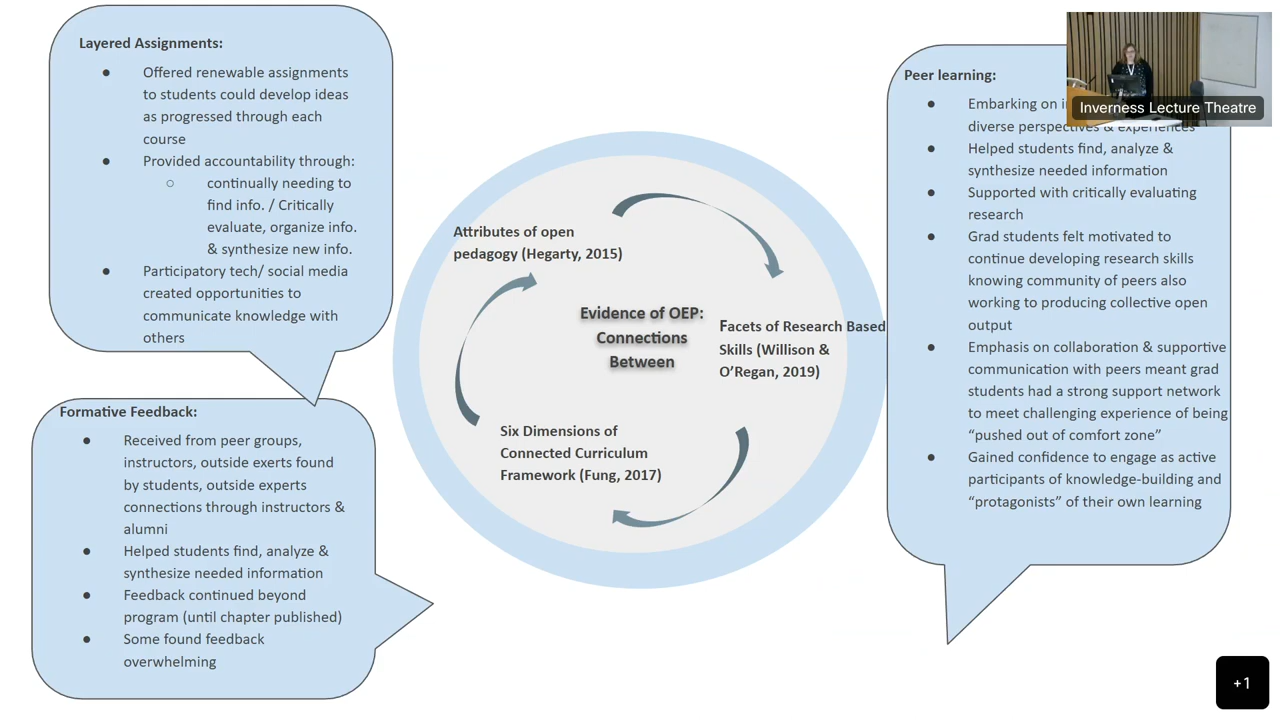 Layered Assignments:
● Offered renewable assignments
to students could develop ideas
as progressed through each
course
● Provided accountability through:
○ continually needing to
find info. / Critically
evaluate, organize info.
& synthesize new info.
● Participatory tech/ social media
created opportunities to
communicate knowledge with
others
Formative Feedback:
● Received from peer groups,
instructors, outside exerts found
by students, outside experts
connections through instructors &
alumni
● Helped students find, analyze &
synthesize needed information
● Feedback continued beyond
program (until chapter published)
● Some found feedback
overwhelming
Attributes of open
pedagogy (Hegarty, 2015)
Evidence of OEP:
Connections
Between
Facets of Research Based
Skills (Willison &
O’Regan, 2019)
Six Dimensions of
Connected Curriculum
Framework (Fung, 2017)
Peer learning:
● Embarking on
diverse perspectives & experiences
● Helped students find, analyze &
synthesize needed information
● Supported with critically evaluating
research
● Grad students felt motivated to
continue developing research skills
knowing community of peers also
working to producing collective open
output
● Emphasis on collaboration & supportive
communication with peers meant grad
students had a strong support network
to meet challenging experience of being
“pushed out of comfort zone”
● Gained confidence to engage as active
participants of knowledge-building and
“protagonists” of their own learning
Inverness Lecture Theatre
+1